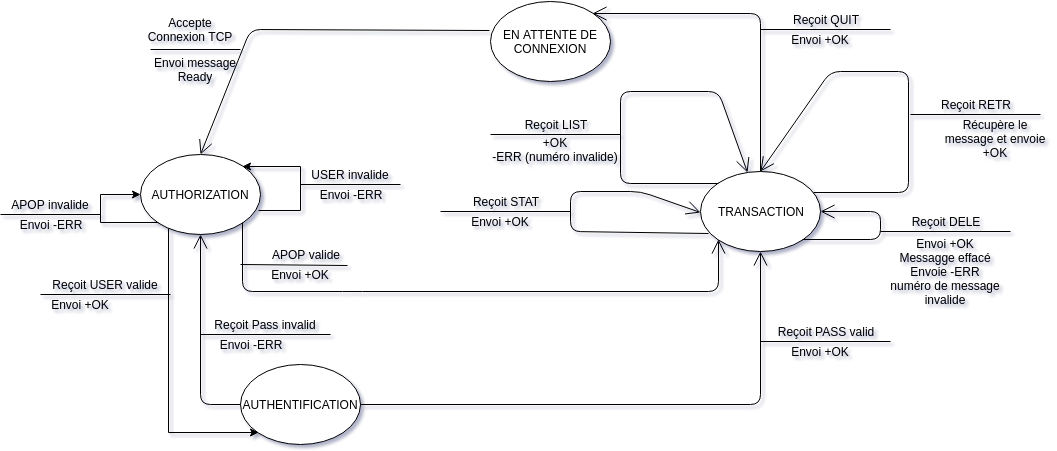 Accepte
Connexion TCP
Envoi message
Ready
EN ATTENTE DE
CONNEXION
Reçoit QUIT
Envoi +OK
Reçoit LIST
+OK
-ERR (numéro invalide)
Reçoit RETR
Récupère le
message et envoie
+OK
AUTHORIZATION
USER invalide
Envoi -ERR
APOP invalide
Envoi -ERR
Reçoit STAT
Envoi +OK
TRANSACTION
Reçoit DELE
Envoi +OK
Messagge effacé
Envoie -ERR
numéro de message
invalide
APOP valide
Envoi +OK
Reçoit USER valide
Envoi +OK
Reçoit Pass invalid
Envoi -ERR
Reçoit PASS valid
Envoi +OK
AUTHENTIFICATION